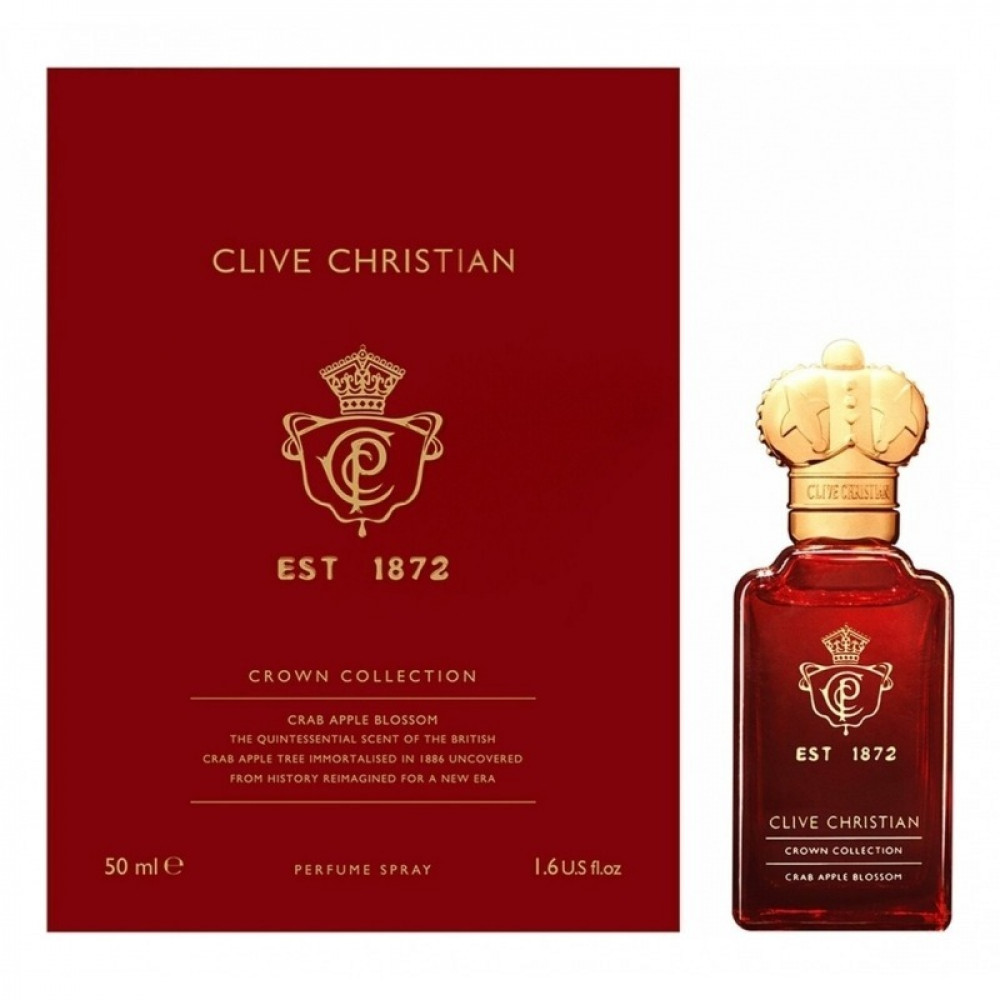 CLIVE CHRISTIAN
EST 1872
CROWN COLLECTION
CRAB APPLE BLOSSOM
THE QUINTESSENTIAL SCENT OF THE BRITISH
CRAB APPLE TREE IMMORTALISED IN 1886 UNCOVERED
FROM HISTORY REIMAGINED FOR A NEW ERA
50 ml ℮
PERFUME SPRAY
1.6 U.S fl.oz
CLIVE CHRISTIAN
EST 1872
CLIVE CHRISTIAN
CROWN COLLECTION
CRAB APPLE BLOSSOM